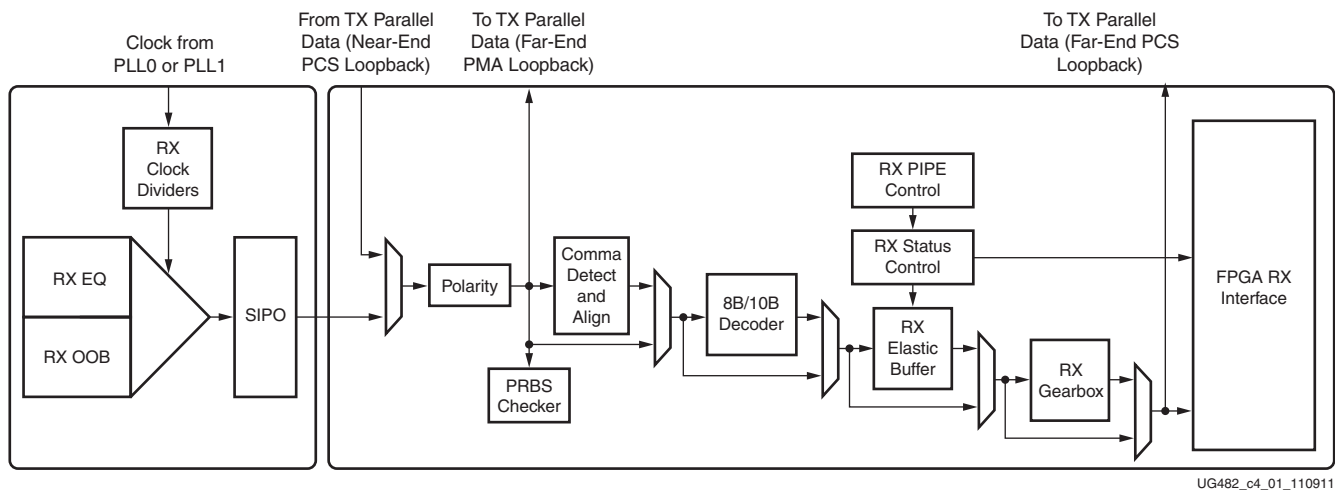 Clock from
PLL0 or PLL1
From TX Parallel
Data (Near-End
PCS Loopback)
To TX Parallel
Data (Far-End
PMA Loopback)
To TX Parallel
Data (Far-End PCS
Loopback)
RX
Clock
Dividers
RX EQ
RX OOB
SIPO
Polarity
Comma
Detect
and
Align
PRBS
Checker
8B/10B
Decoder
RX PIPE
Control
RX Status
Control
RX
Elastic
Buffer
RX
Gearbox
FPGA RX
Interface
UG482_c4_01_110911